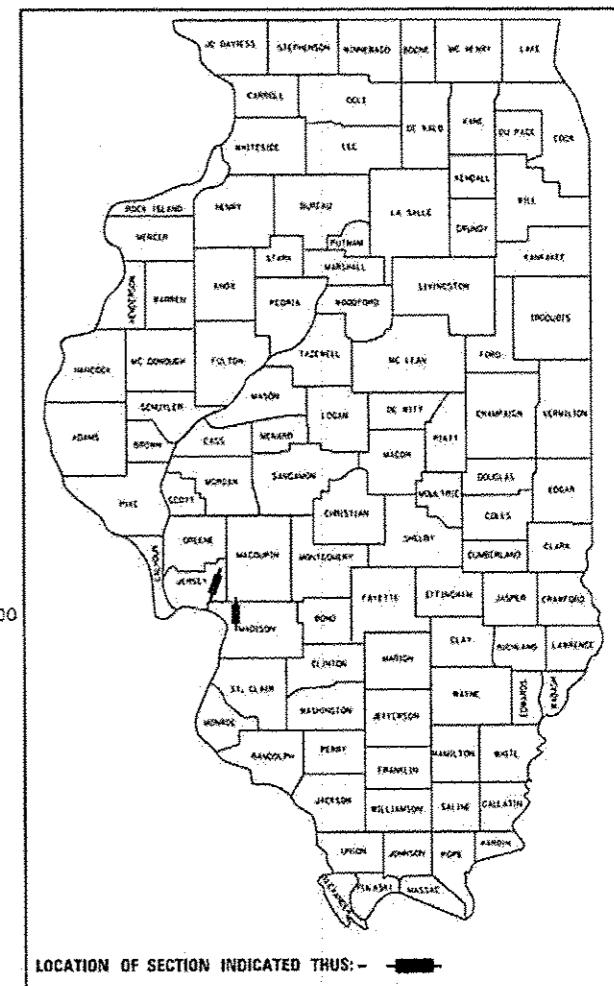 JO DAVIESS STEPHENSON WINNEBAGO BOONE MC HENRY LAKE
CARROLL OGLE DE KALB KANE DU PAGE COOK
WHITESIDE LEE
KENDALL WILL
ROCK ISLAND HENRY BUREAU LA SALLE GRUNDY
MERCER PUTNAM KANKAKEE
STARK MARSHALL
HENDERSON WARREN KNOX PEORIA WOODFORD LIVINGSTON IROQUOIS
HANCOCK MC DONOUGH FULTON TAZEWELL MC LEAN FORD
MASON
SCHUYLER LOGAN DE WITT CHAMPAIGN VERMILION
ADAMS BROWN CASS MENARD PIATT
MACON
PIKE SCOTT MORGAN SANGAMON MOULTRIE DOUGLAS EDGAR
CHRISTIAN COLES
CALHOUN GREENE MACOUPIN MONTGOMERY SHELBY CUMBERLAND CLARK
JERSEY FAYETTE EFFINGHAM JASPER CRAWFORD
00
MADISON BOND
CLAY RICHLAND LAWRENCE
CLINTON MARION
ST. CLAIR WAYNE EDWARDS WABASH
MONROE WASHINGTON JEFFERSON
RANDOLPH PERRY HAMILTON WHITE
FRANKLIN
JACKSON WILLIAMSON SALINE GALLATIN
UNION JOHNSON POPE HARDIN
ALEXANDER PULASKI MASSAC
LOCATION OF SECTION INDICATED THUS: -